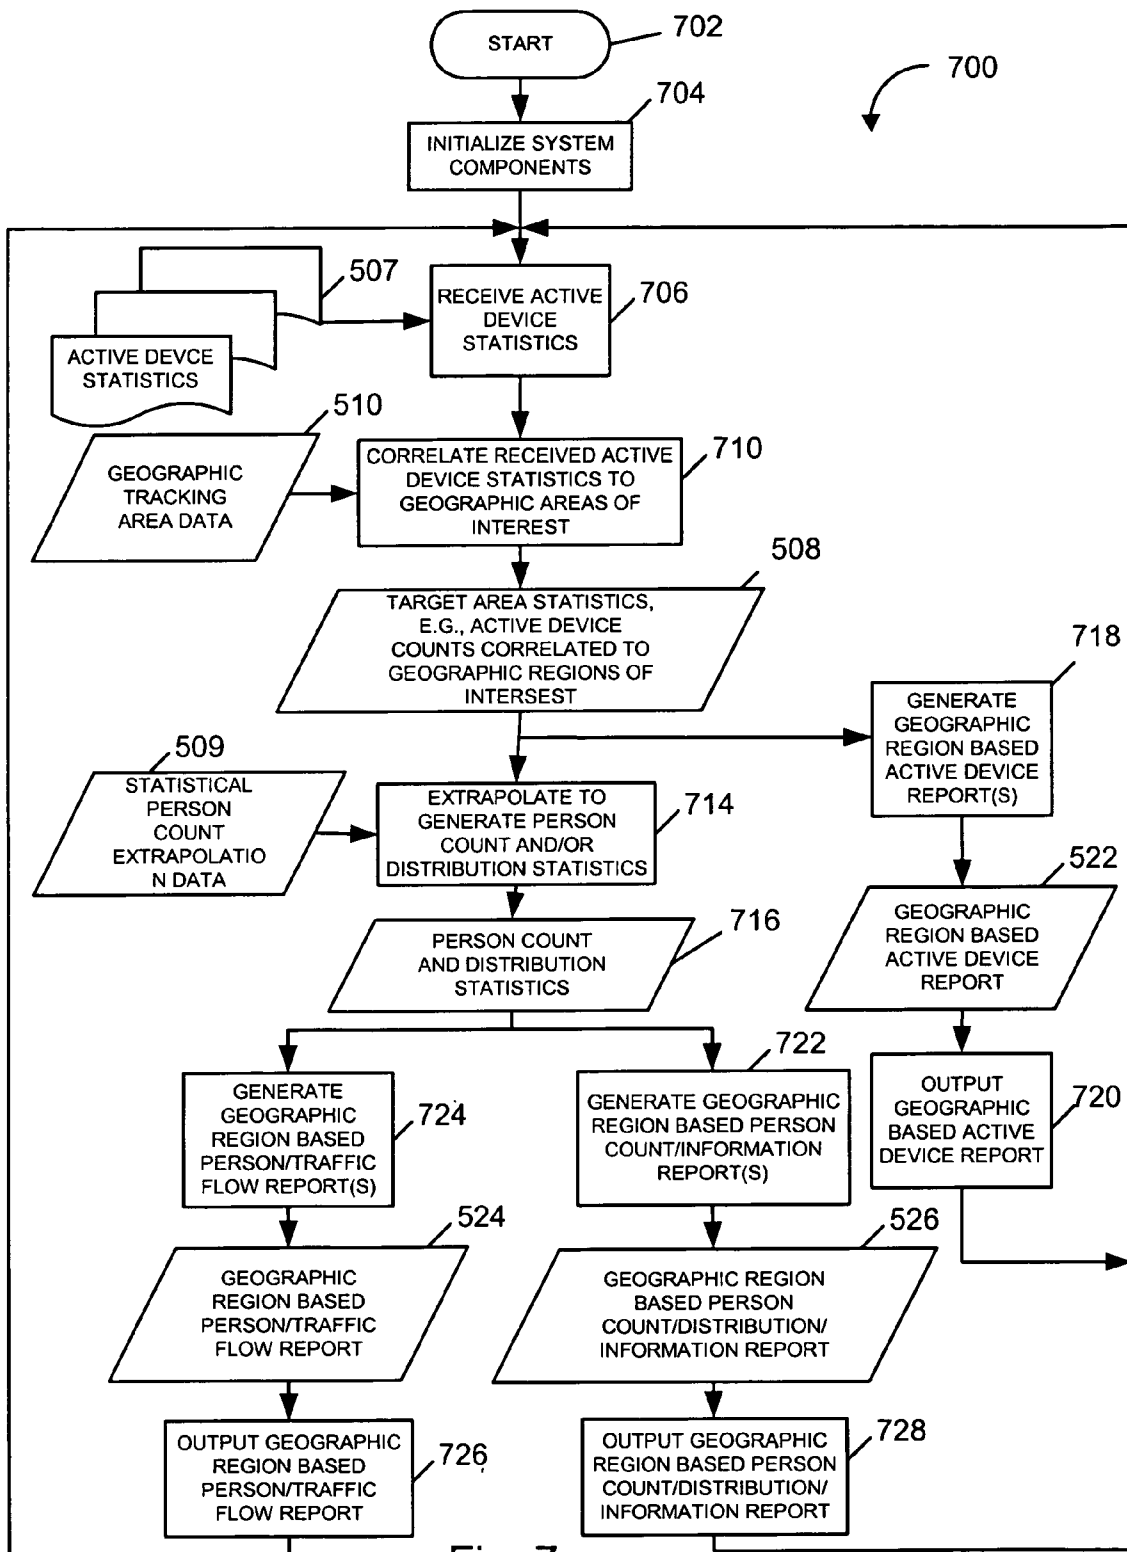 START
702
700
704
INITIALIZE SYSTEM
COMPONENTS
507
706
RECEIVE ACTIVE
DEVICE
STATISTICS
ACTIVE DEVCE
STATISTICS
510
710
GEOGRAPHIC
TRACKING
AREA DATA
CORRELATE RECEIVED ACTIVE
DEVICE STATISTICS TO
GEOGRAPHIC AREAS OF
INTEREST
508
TARGET AREA STATISTICS,
E.G., ACTIVE DEVICE
COUNTS CORRELATED TO
GEOGRAPHIC REGIONS OF
INTERSEST
718
GENERATE
GEOGRAPHIC
REGION BASED
ACTIVE DEVICE
REPORT(S)
509
STATISTICAL
PERSON
COUNT
EXTRAPOLATIO
N DATA
EXTRAPOLATE TO
GENERATE PERSON
COUNT AND/OR
DISTRIBUTION STATISTICS
714
522
GEOGRAPHIC
REGION BASED
ACTIVE DEVICE
REPORT
716
PERSON COUNT
AND DISTRIBUTION
STATISTICS
722
724
GENERATE
GEOGRAPHIC
REGION BASED
PERSON/TRAFFIC
FLOW REPORT(S)
GENERATE GEOGRAPHIC
REGION BASED PERSON
COUNT/INFORMATION
REPORT(S)
OUTPUT
GEOGRAPHIC
BASED ACTIVE
DEVICE REPORT
720
524
526
GEOGRAPHIC
REGION BASED
PERSON/TRAFFIC
FLOW REPORT
GEOGRAPHIC REGION
BASED PERSON
COUNT/DISTRIBUTION/
INFORMATION REPORT
OUTPUT GEOGRAPHIC
REGION BASED
PERSON/TRAFFIC
FLOW REPORT
726
728
OUTPUT GEOGRAPHIC
REGION BASED PERSON
COUNT/DISTRIBUTION/
INFORMATION REPORT